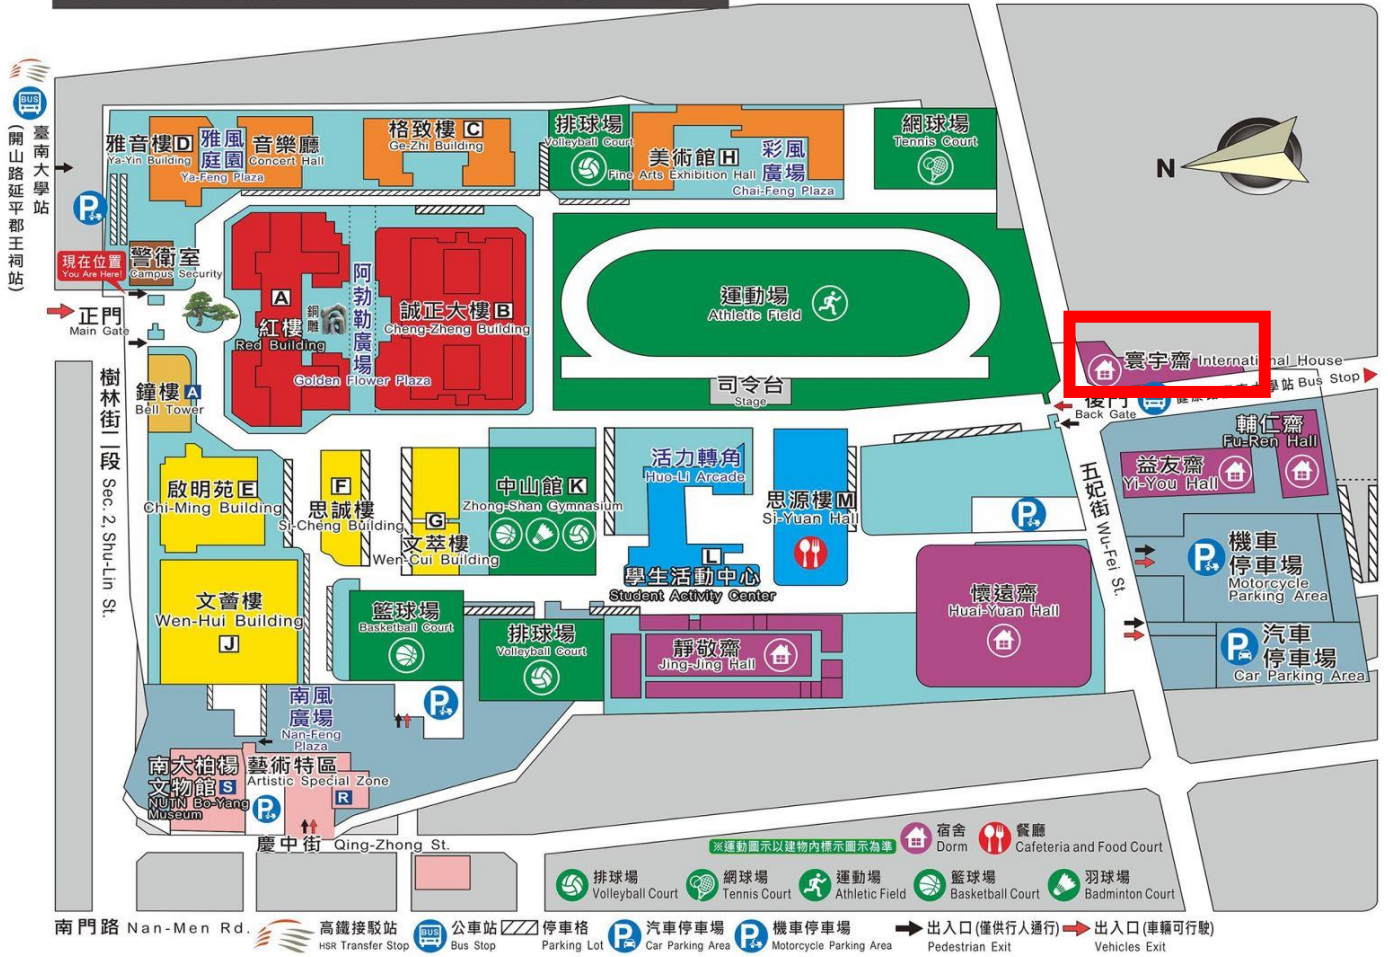 臺南大學站
(開山路延平郡王祠站)
BUS
雅音樓 D
Ya-Yin Building
雅風
庭園
Ya-Feng Plaza
音樂廳
Concert Hall
格致樓 C
Ge-Zhi Building
排球場
Volleyball Court
美術館 H
Fine Arts Exhibition Hall
彩風
廣場
Chai-Feng Plaza
網球場
Tennis Court
N
P
警衛室
Campus Security
現在位置
You Are Here!
正門
Main Gate
A
紅樓
Red Building
銅雕
阿勃勒廣場
Golden Flower Plaza
誠正大樓 B
Cheng-Zheng Building
運動場
Athletic Field
司令台
Stage
寰宇齋 International House
後門
Back Gate
學站 Bus Stop
鐘樓 A
Bell Tower
樹林街二段 Sec. 2,Shu-Lin St.
啟明苑 E
Chi-Ming Building
F
思誠樓
Si-Cheng Building
G
文萃樓
Wen-Cui Building
中山館 K
Zhong-Shan Gymnasium
活力轉角
Huo-Li Arcade
L
學生活動中心
Student Activity Center
思源樓 M
Si-Yuan Hall
P
五妃街 Wu-Fei St.
輔仁齋
Fu-Ren Hall
益友齋
Yi-You Hall
P
機車
停車場
Motorcycle
Parking Area
P
汽車
停車場
Car Parking Area
文薈樓
Wen-Hui Building
J
籃球場
Basketball Court
排球場
Volleyball Court
靜敬齋
Jing-Jing Hall
懷遠齋
Huai-Yuan Hall
南風
廣場
Nan-Feng
Plaza
P
南大柏楊
文物館 S
NUTN Bo-Yang
Museum
藝術特區
Artistic Special Zone
R
P
慶中街 Qing-Zhong St.
南門路 Nan-Men Rd.
※運動圖示以建物內標示圖示為準
宿舍
Dorm
餐廳
Cafeteria and Food Court
排球場
Volleyball Court
網球場
Tennis Court
運動場
Athletic Field
籃球場
Basketball Court
羽球場
Badminton Court
高鐵接駁站
HSR Transfer Stop
BUS
公車站
Bus Stop
停車格
Parking Lot
P
汽車停車場
Car Parking Area
P
機車停車場
Motorcycle Parking Area
出入口(僅供行人通行)
Pedestrian Exit
出入口(車輛可行駛)
Vehicles Exit